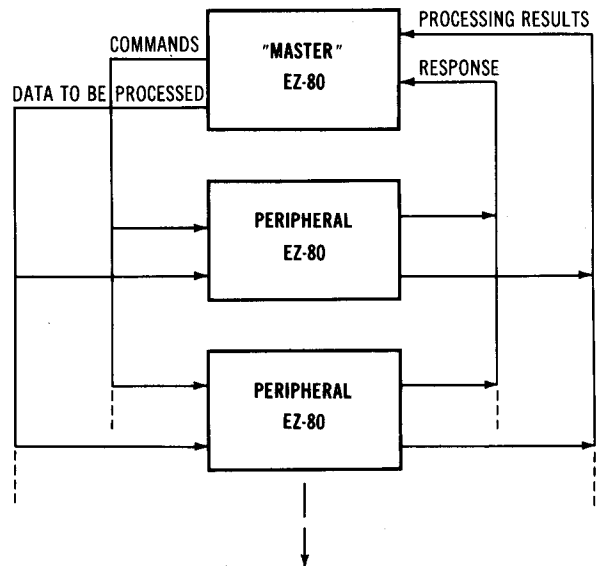 PROCESSING RESULTS
COMMANDS
"MASTER"
EZ-80
RESPONSE
DATA TO BE PROCESSED
PERIPHERAL
EZ-80
PERIPHERAL
EZ-80